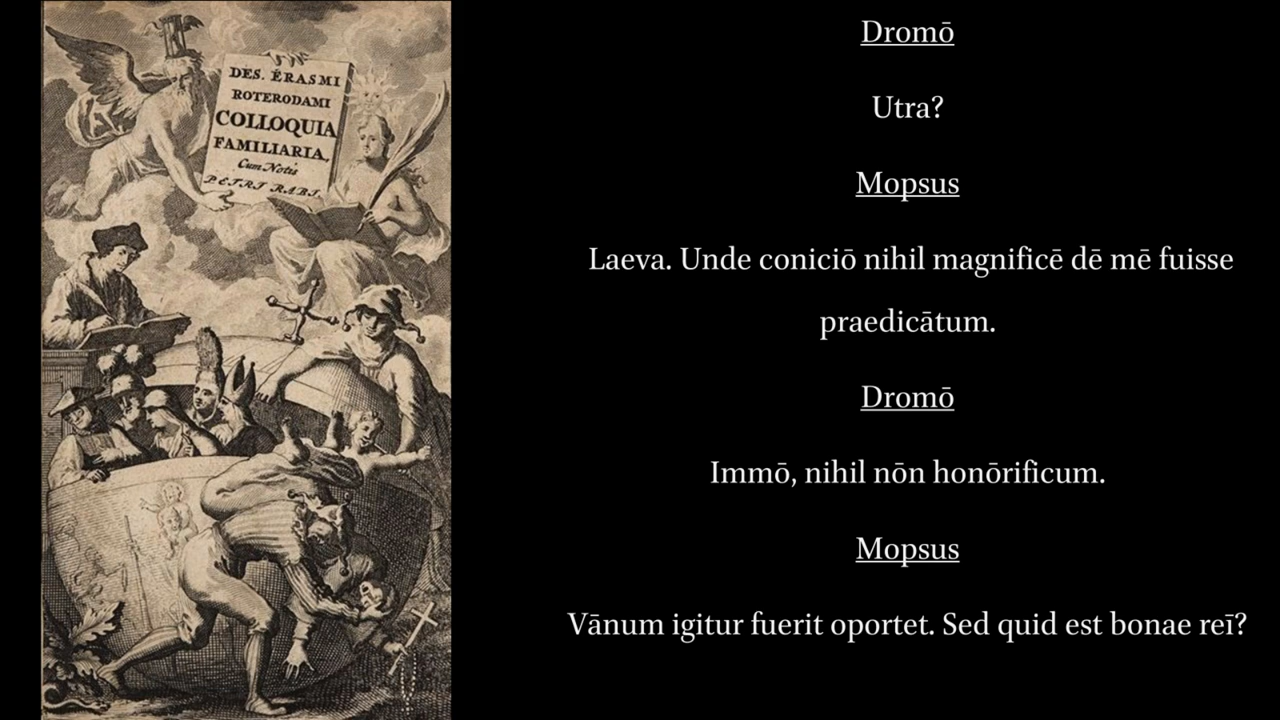 DES. ÉRASMI
ROTERODAMI
COLLOQUIA
FAMILIARIA,
Cum Notis
PETRI RABI.
Dromō
Utra?
Mopsus
Laeva. Unde coniciō nihil magnificē dē mē fuisse
praedicātum.
Dromō
Immō, nihil nōn honōrificum.
Mopsus
Vānum igitur fuerit oportet. Sed quid est bonae reī?